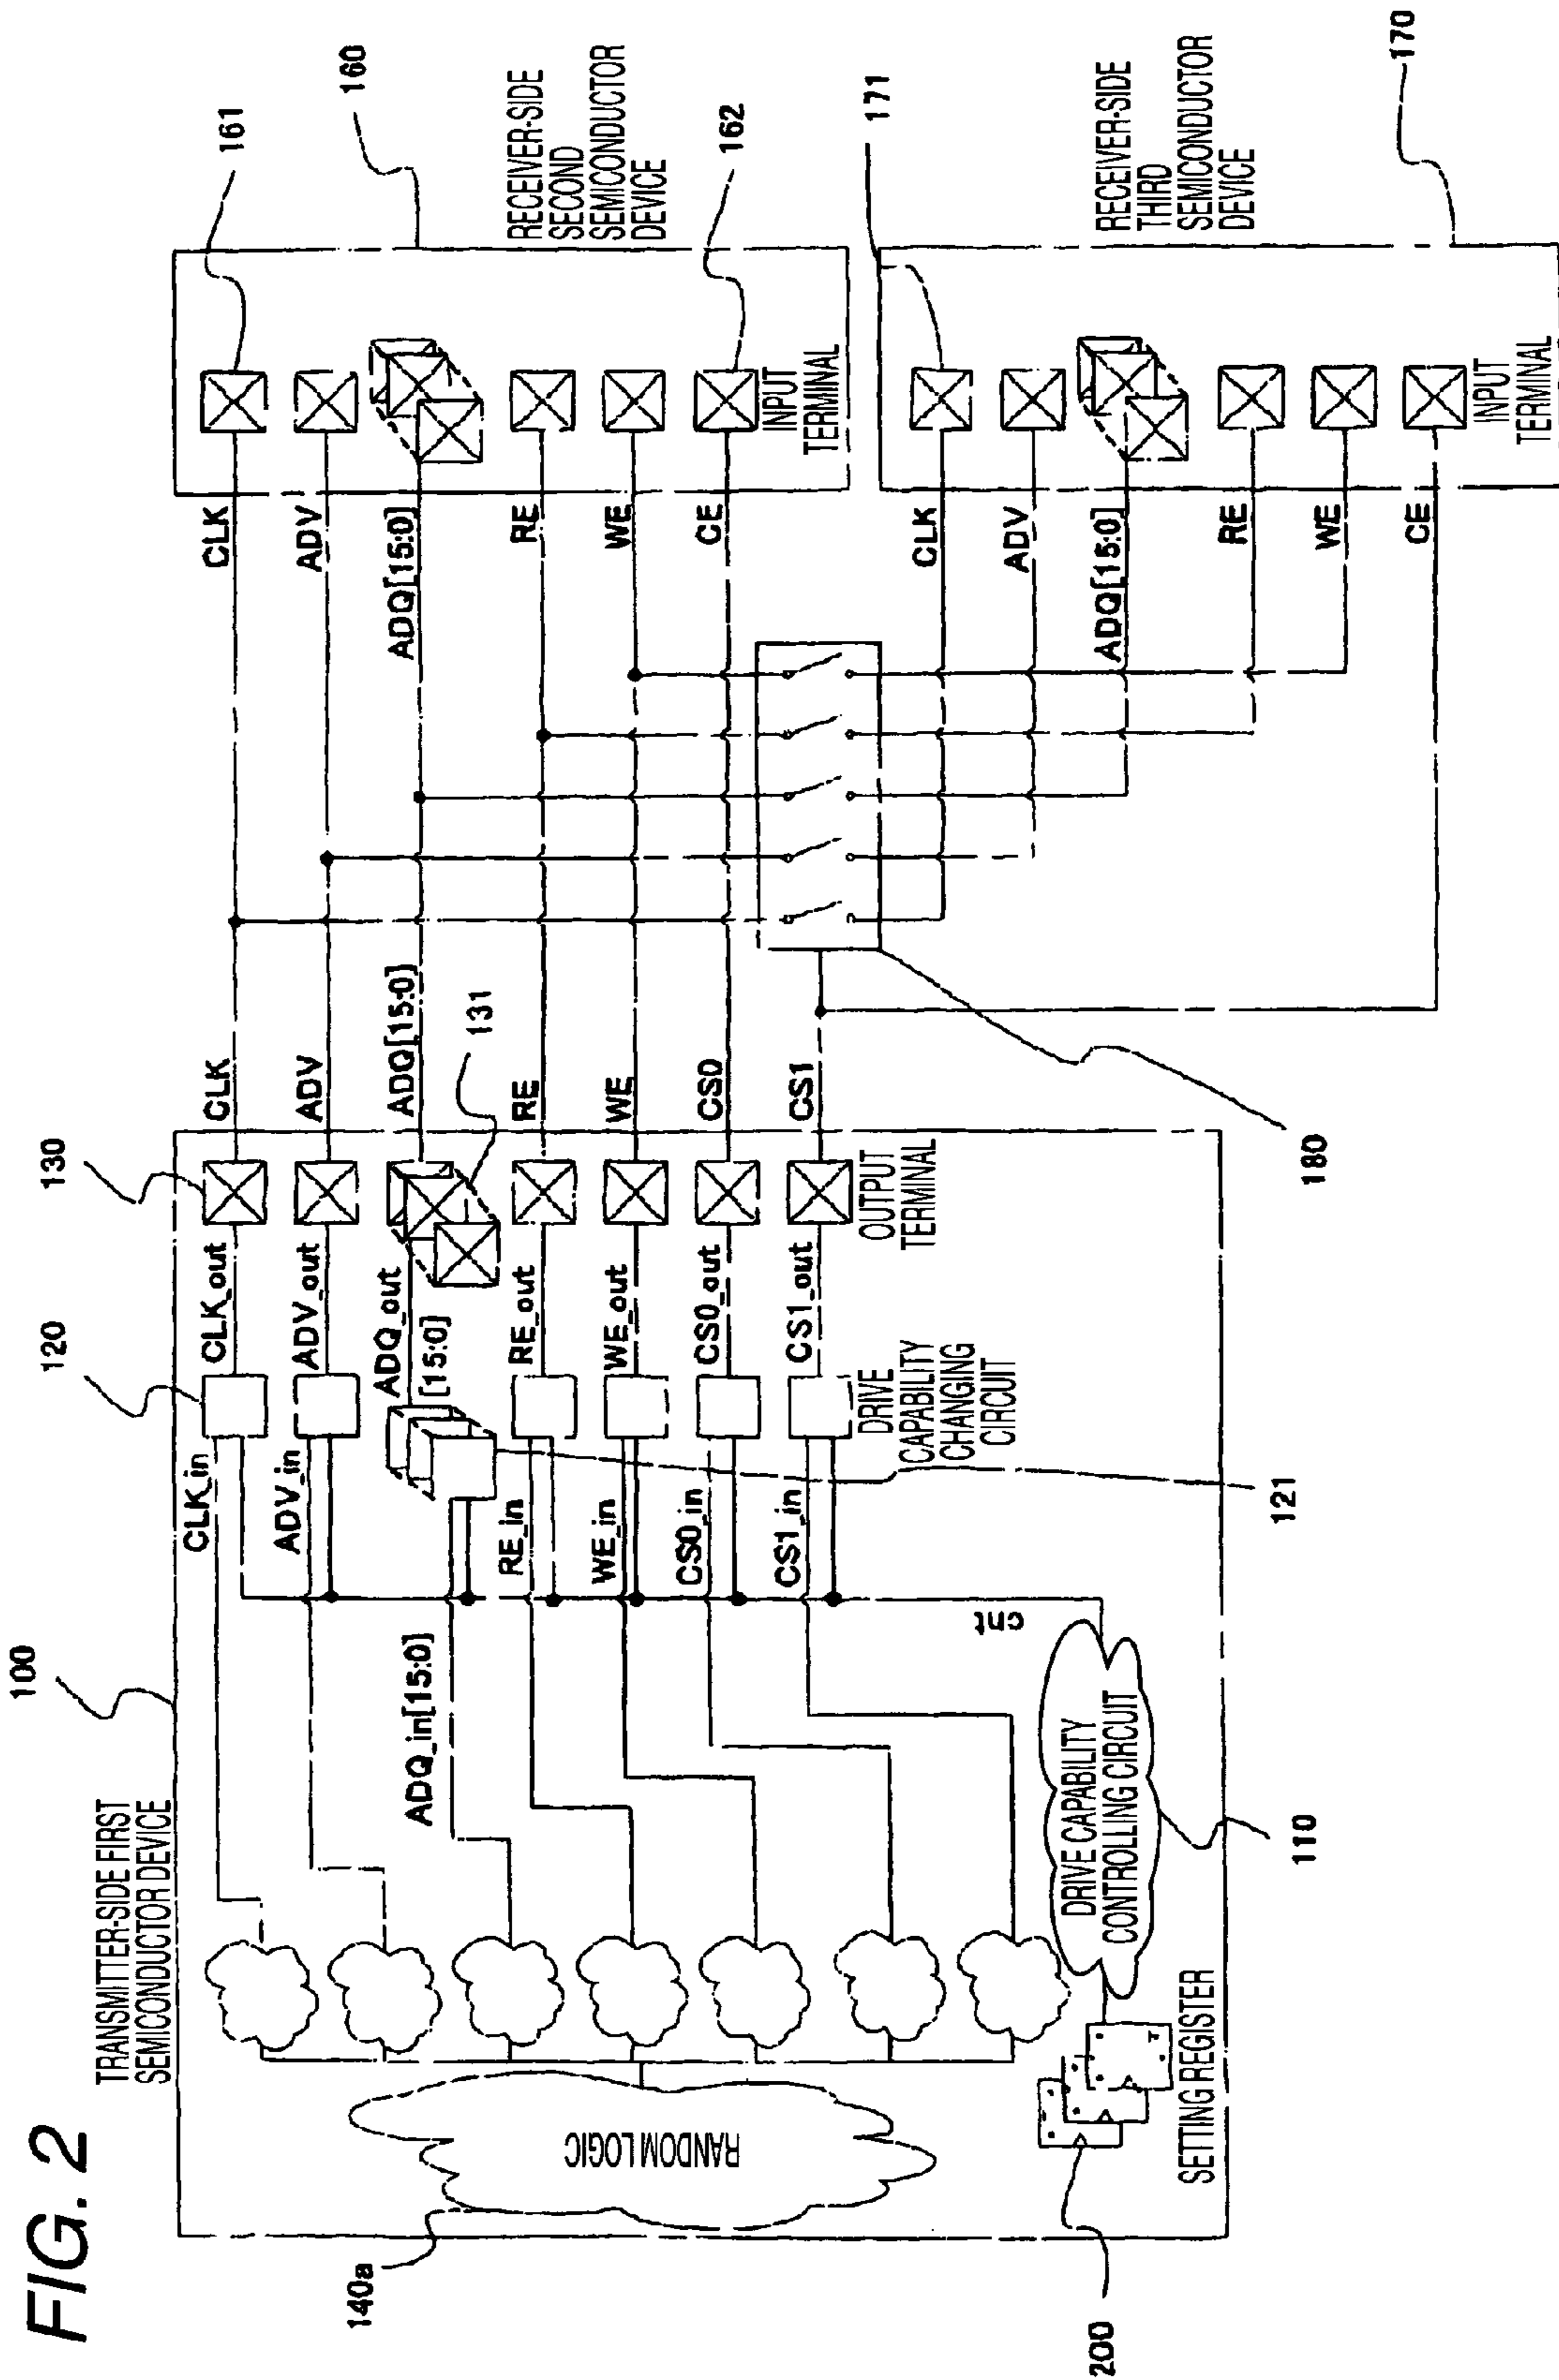 FIG. 2
TRANSMITTER-SIDE FIRST
SEMICONDUCTOR DEVICE
100
120
130
161
160
140a
RANDOM LOGIC
200
SETTING REGISTER
DRIVE CAPABILITY
CONTROLLING CIRCUIT
110
cnt
CLK_in
ADV_in
ADQ_in[15:0]
RE_in
WE_in
CS0_in
CS1_in
DRIVE
CAPABILITY
CHANGING
CIRCUIT
121
CLK_out
ADV_out
ADQ_out
[15:0]
RE_out
WE_out
CS0_out
CS1_out
OUTPUT
TERMINAL
131
CLK
ADV
ADQ[15:0]
RE
WE
CS0
CS1
180
CLK
ADV
ADQ[15:0]
RE
WE
CE
INPUT
TERMINAL
RECEIVER-SIDE
SECOND
SEMICONDUCTOR
DEVICE
162
171
CLK
ADV
ADQ[15:0]
RE
WE
CE
INPUT
TERMINAL
RECEIVER-SIDE
THIRD
SEMICONDUCTOR
DEVICE
170